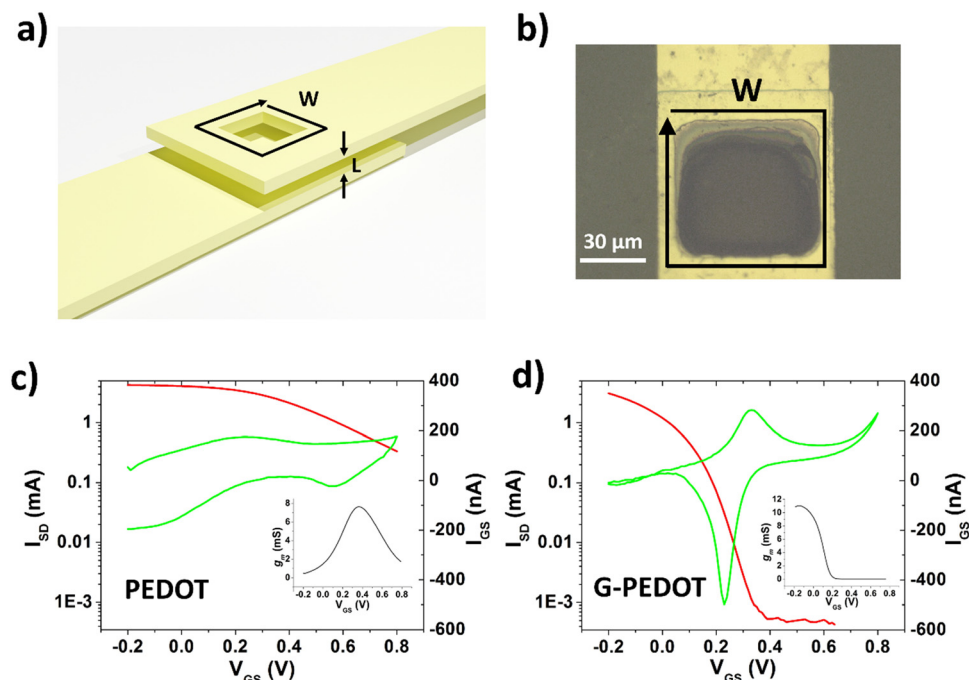 a)
W
L
b)
W
30 µm
c)
I_SD (mA)
1
0.1
0.01
1E-3
400
200
0
-200
-400
-600
I_GS (nA)
PEDOT
g_m (mS)
8
6
4
2
0
-0.2 0.0 0.2 0.4 0.6 0.8
V_GS (V)
-0.2 0.0 0.2 0.4 0.6 0.8
V_GS (V)
d)
I_SD (mA)
1
0.1
0.01
1E-3
400
200
0
-200
-400
-600
I_GS (nA)
G-PEDOT
g_m (mS)
12
10
8
6
4
2
0
-0.2 0.0 0.2 0.4 0.6 0.8
V_GS (V)
-0.2 0.0 0.2 0.4 0.6 0.8
V_GS (V)